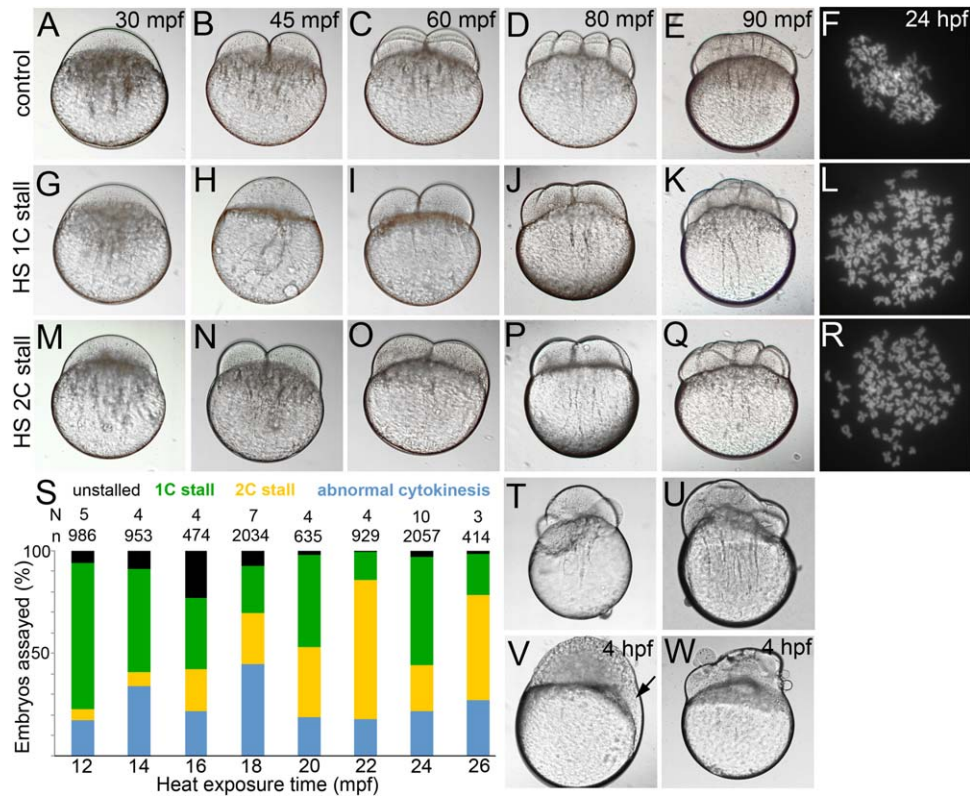 A 30 mpf B 45 mpf C 60 mpf D 80 mpf E 90 mpf F 24 hpf
control
G H I J K L
HS 1C stall
M N O P Q R
HS 2C stall
S unstalled 1C stall 2C stall abnormal cytokinesis
N 5 4 4 7 4 4 10 3
n 986 953 474 2034 635 929 2057 414
100
50
Embryos assayed (%)
12 14 16 18 20 22 24 26
Heat exposure time (mpf)
T U
V 4 hpf W 4 hpf